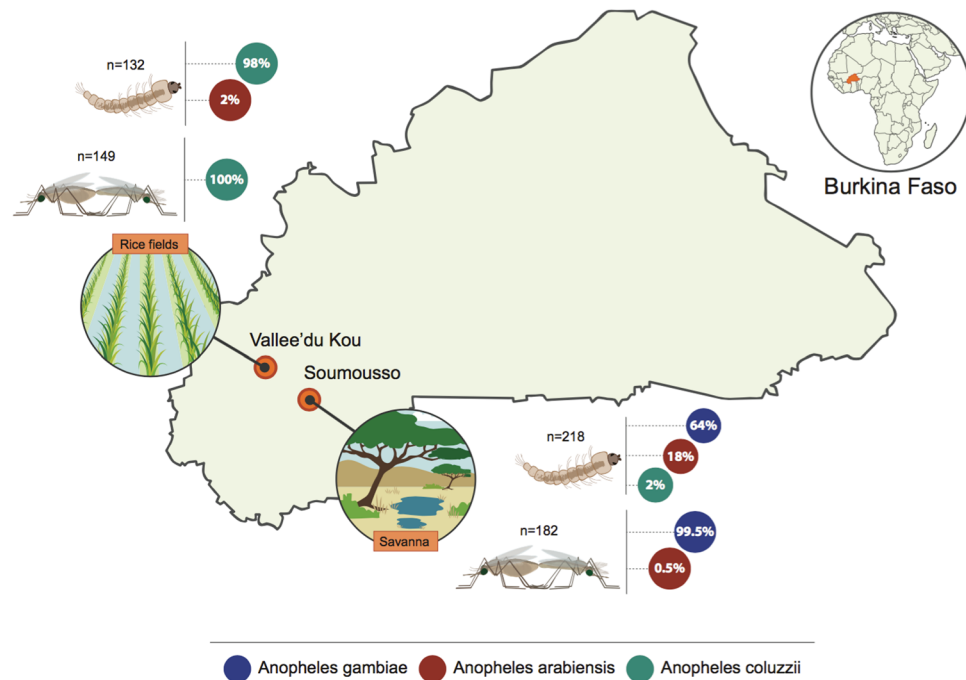 n=132
98%
2%
n=149
100%
Rice fields
Burkina Faso
Vallee'du Kou
Soumousso
Savanna
n=218
64%
18%
2%
n=182
99.5%
0.5%
Anopheles gambiae
Anopheles arabiensis
Anopheles coluzzii